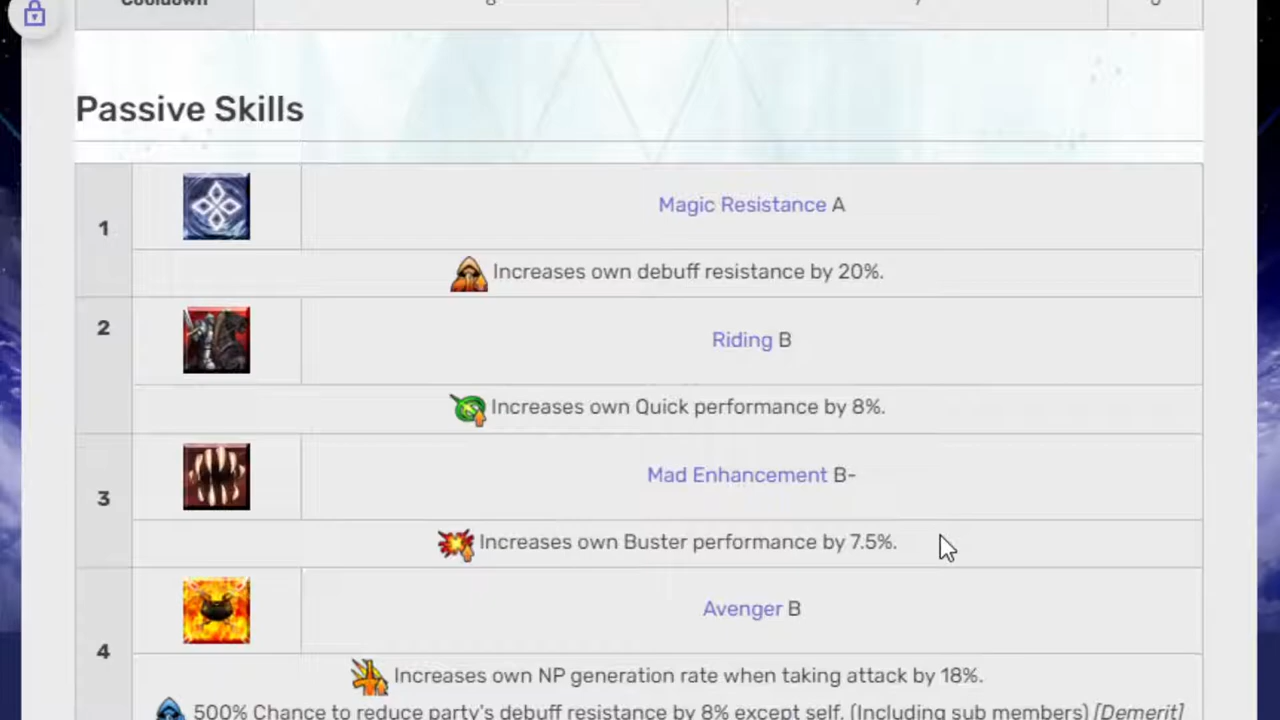 Passive Skills
1
Magic Resistance A
Increases own debuff resistance by 20%.
2
Riding B
Increases own Quick performance by 8%.
3
Mad Enhancement B-
Increases own Buster performance by 7.5%.
4
Avenger B
Increases own NP generation rate when taking attack by 18%.
500% Chance to reduce party's debuff resistance by 8% except self. (Including sub members) [Demerit]